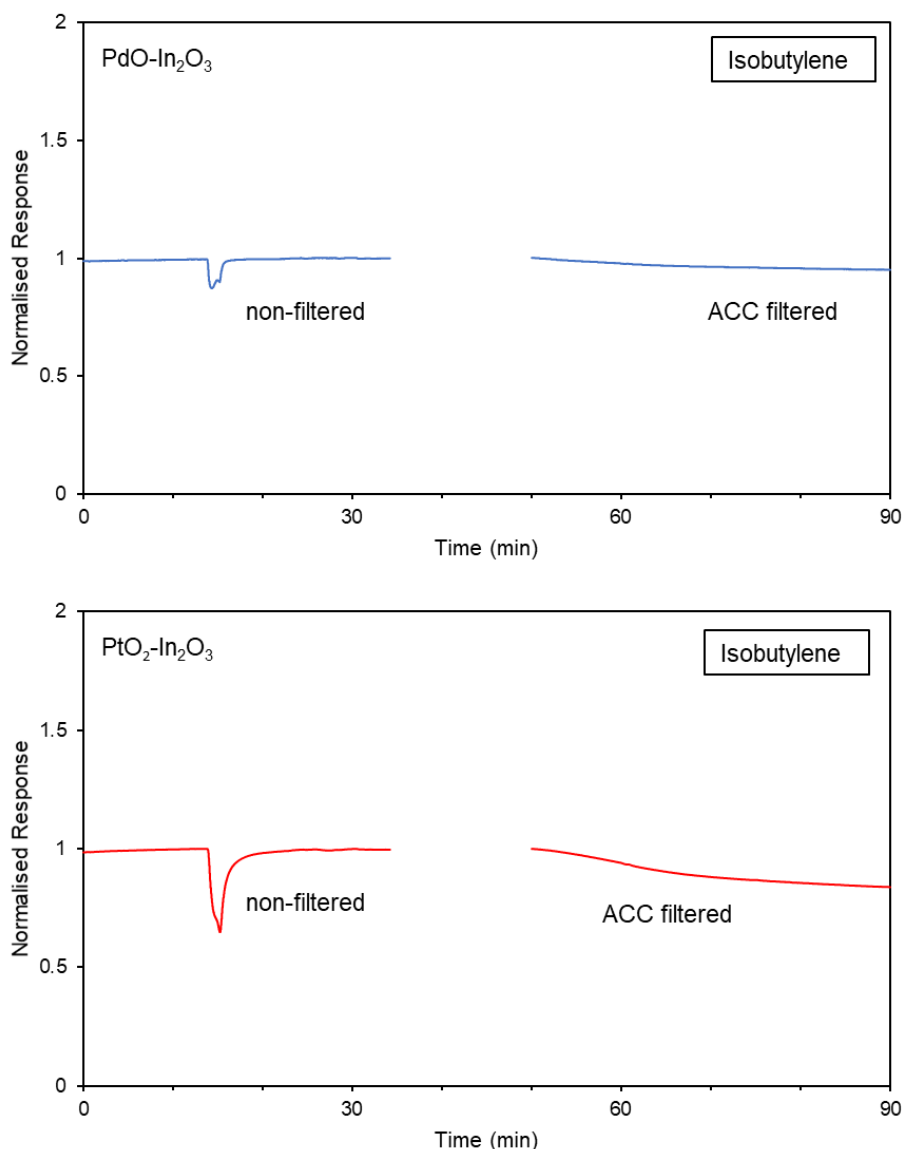 2
PdO-In₂O₃
Isobutylene
1.5
Normalised Response
1
non-filtered
ACC filtered
0.5
0
0
30
60
90
Time (min)
2
PtO₂-In₂O₃
Isobutylene
1.5
Normalised Response
1
non-filtered
ACC filtered
0.5
0
0
30
60
90
Time (min)